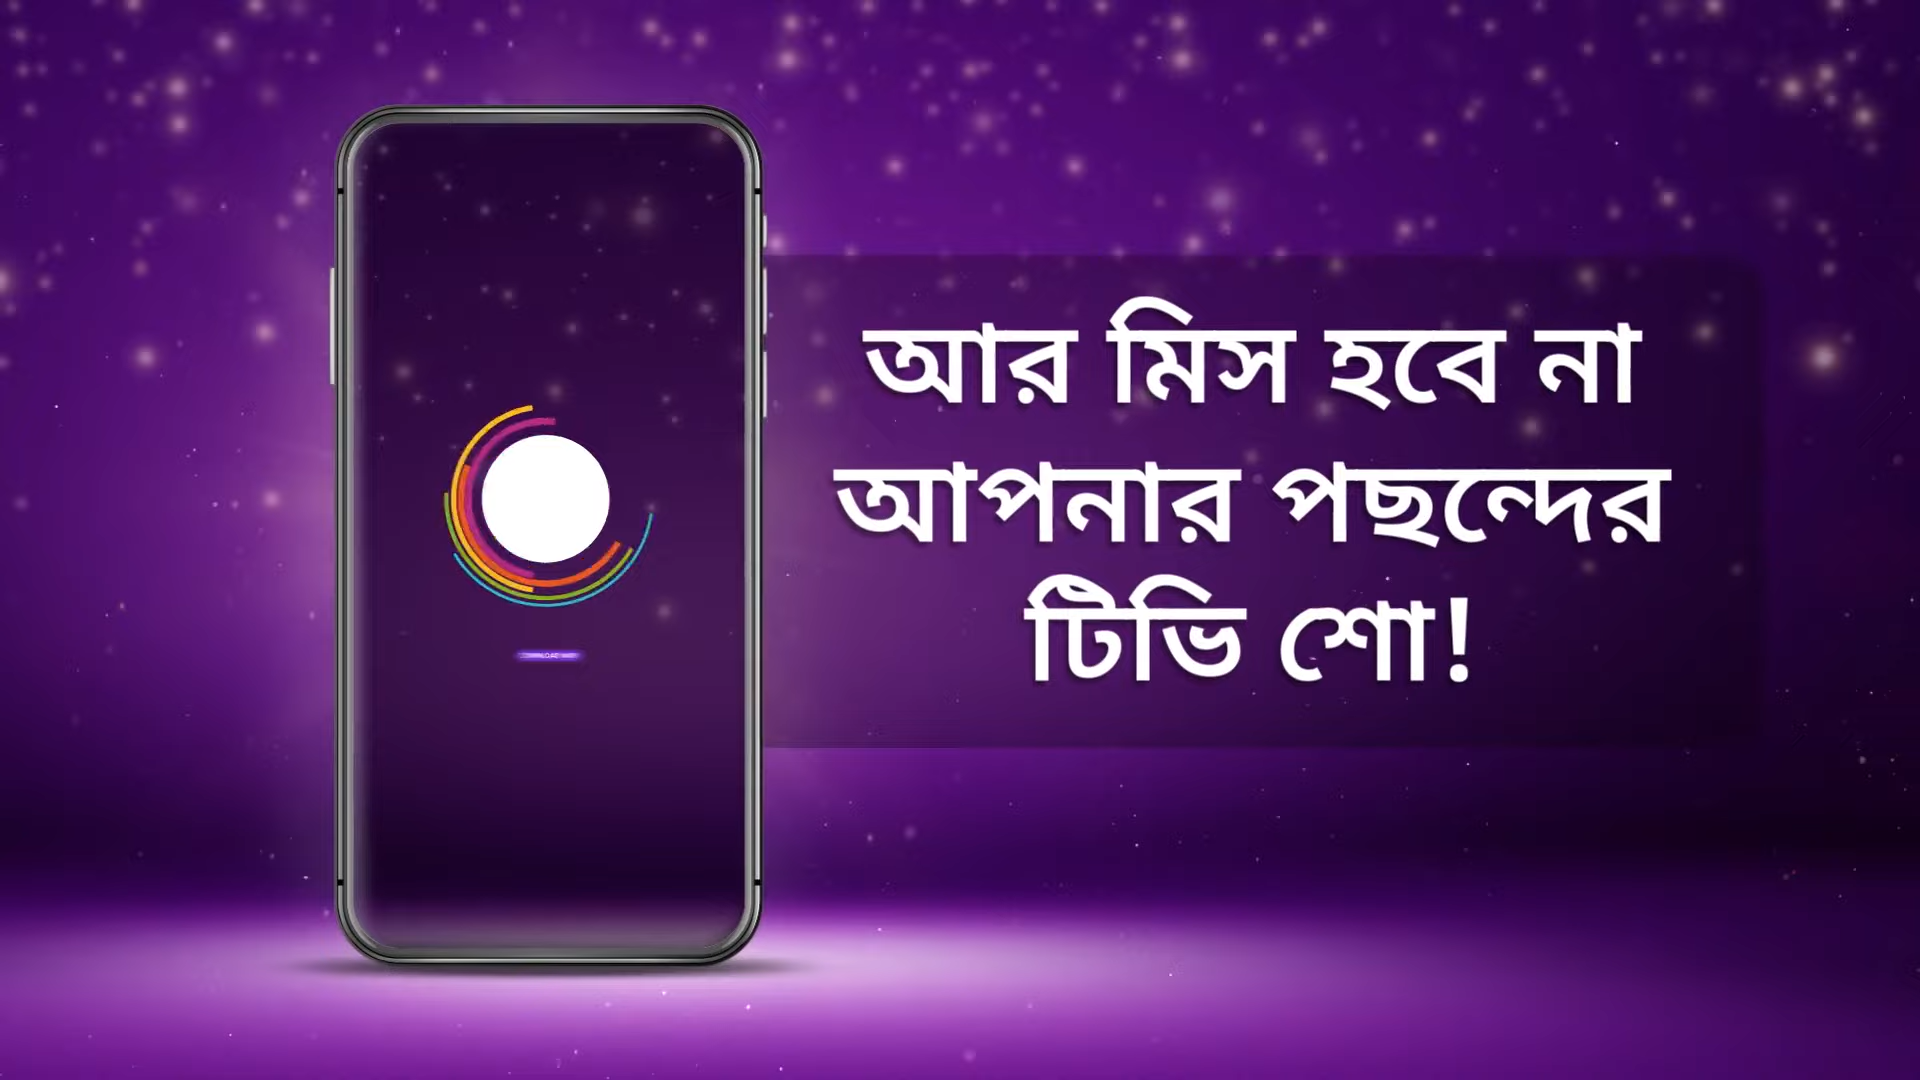 আর মিস হবে না
আপনার পছন্দের
টিভি শো!